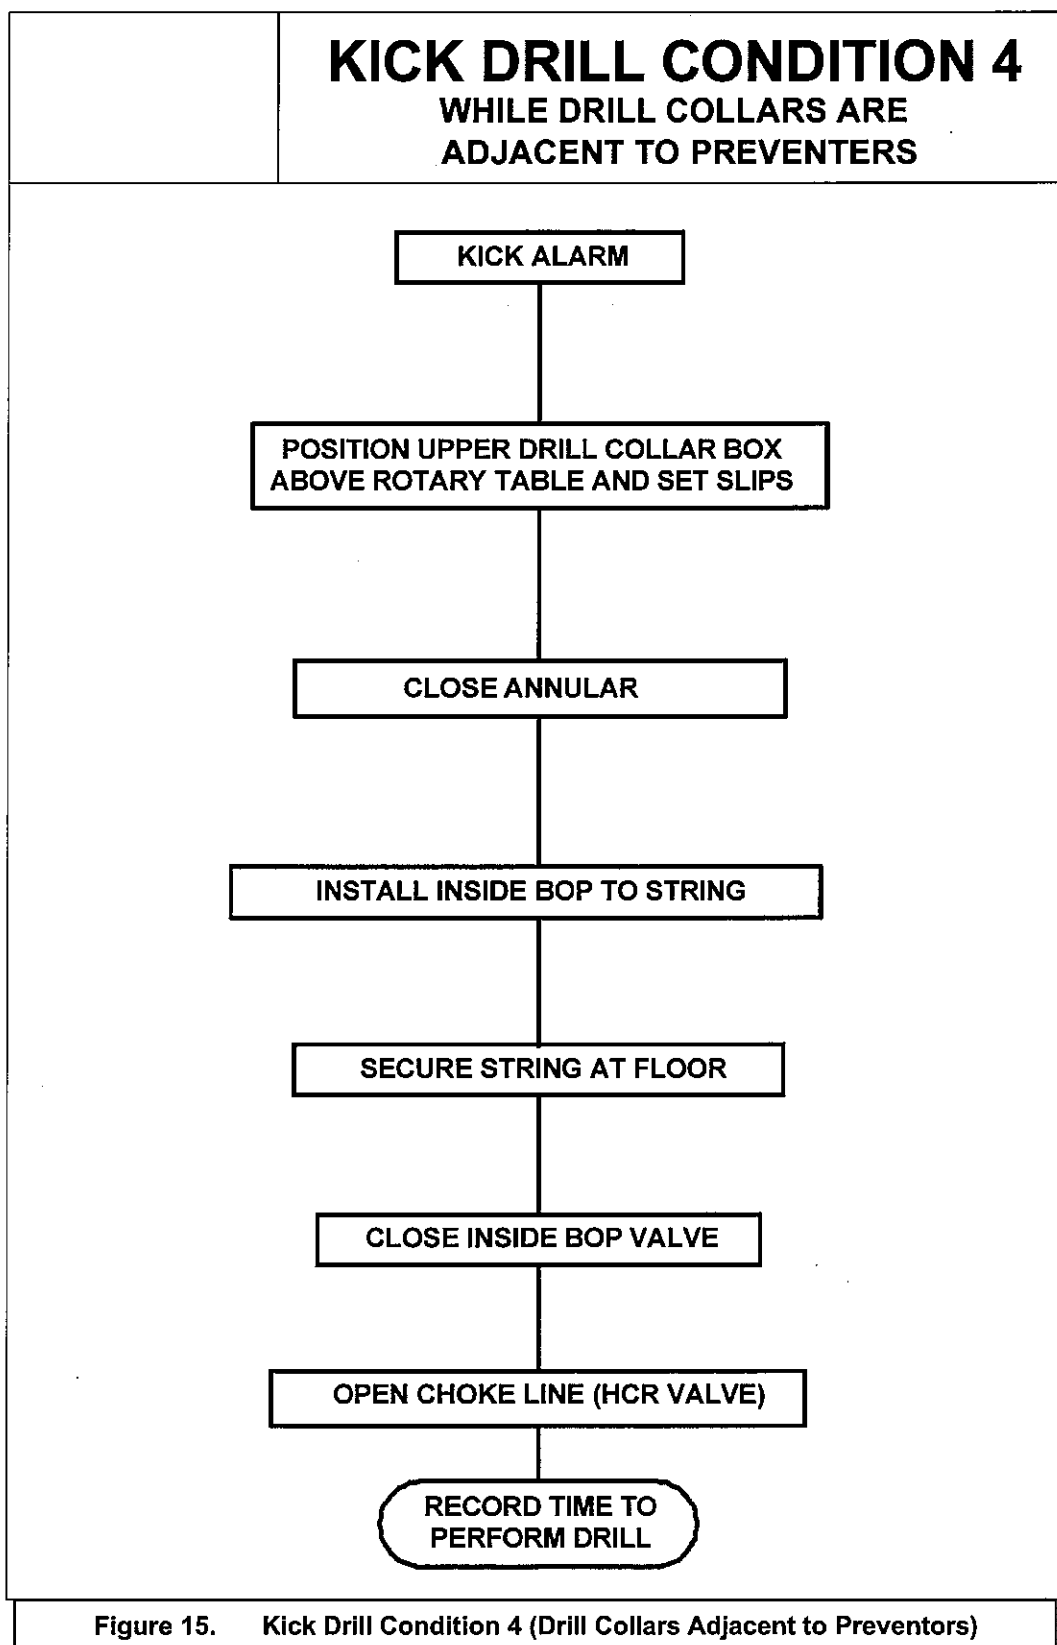 KICK DRILL CONDITION 4
WHILE DRILL COLLARS ARE
ADJACENT TO PREVENTERS
KICK ALARM
POSITION UPPER DRILL COLLAR BOX
ABOVE ROTARY TABLE AND SET SLIPS
CLOSE ANNULAR
INSTALL INSIDE BOP TO STRING
SECURE STRING AT FLOOR
CLOSE INSIDE BOP VALVE
OPEN CHOKE LINE (HCR VALVE)
RECORD TIME TO
PERFORM DRILL
Figure 15. Kick Drill Condition 4 (Drill Collars Adjacent to Preventors)